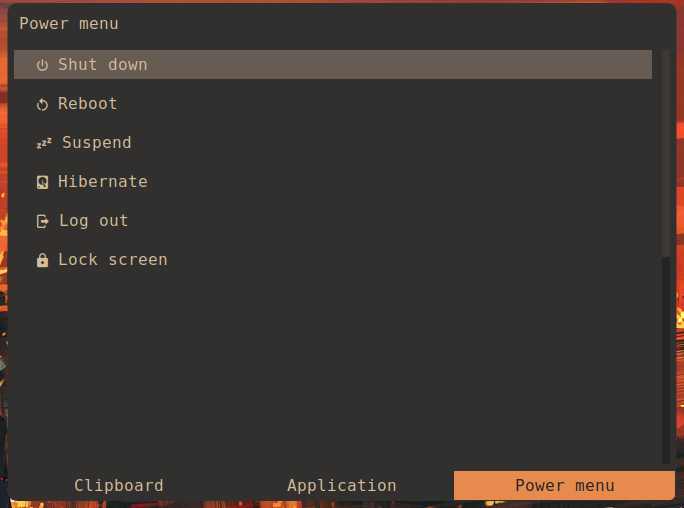 Power menu
Shut down
Reboot
Suspend
Hibernate
Log out
Lock screen
Clipboard Application Power menu